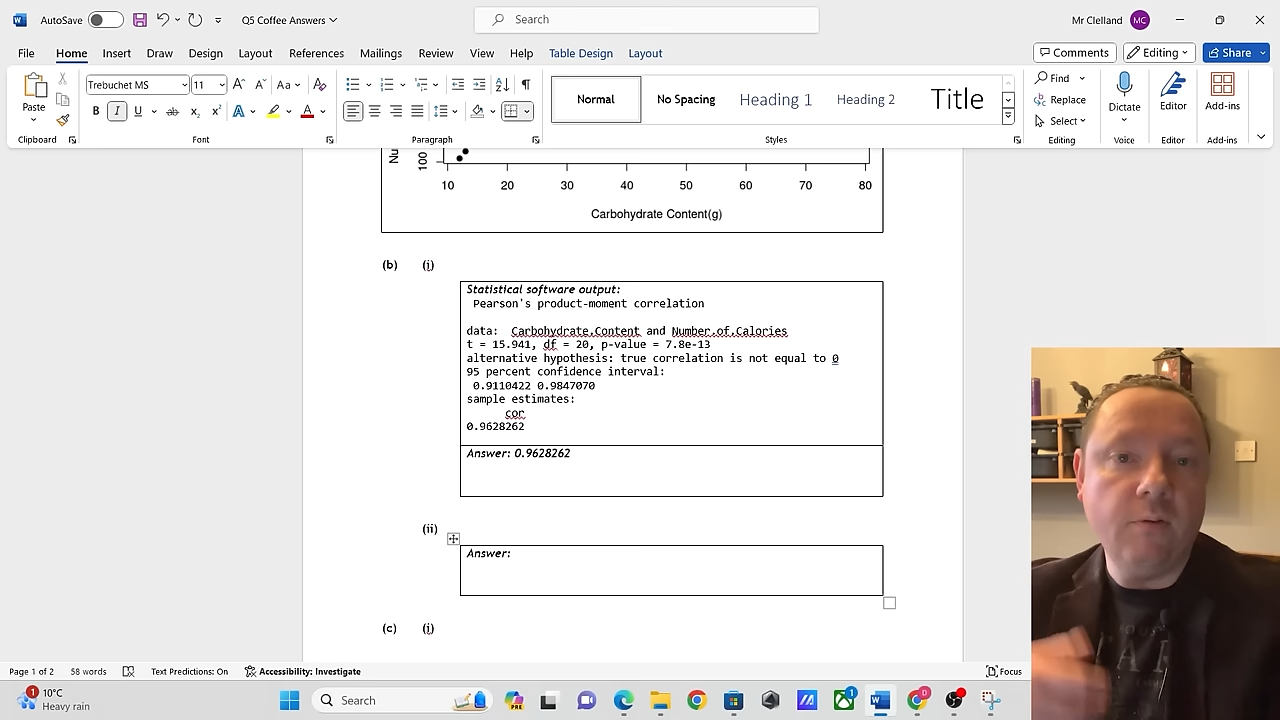 AutoSave
Q5 Coffee Answers
Search
Mr Clelland
MC
File
Home
Insert
Draw
Design
Layout
References
Mailings
Review
View
Help
Table Design
Layout
Comments
Editing
Share
Paste
Trebuchet MS
11
Normal
No Spacing
Heading 1
Heading 2
Title
Find
Replace
Select
Dictate
Editor
Add-ins
Clipboard
Font
Paragraph
Styles
Editing
Voice
Editor
Add-ins
Nu
100
10 20 30 40 50 60 70 80
Carbohydrate Content(g)
(b) (i)
Statistical software output:
Pearson's product-moment correlation
data: Carbohydrate.Content and Number.of.Calories
t = 15.941, df = 20, p-value = 7.8e-13
alternative hypothesis: true correlation is not equal to 0
95 percent confidence interval:
0.9110422 0.9847070
sample estimates:
cor
0.9628262
Answer: 0.9628262
(ii)
Answer:
(c) (i)
Page 1 of 2
58 words
Text Predictions: On
Accessibility: Investigate
Focus
1
10°C
Heavy rain
Search
PRE
1
D